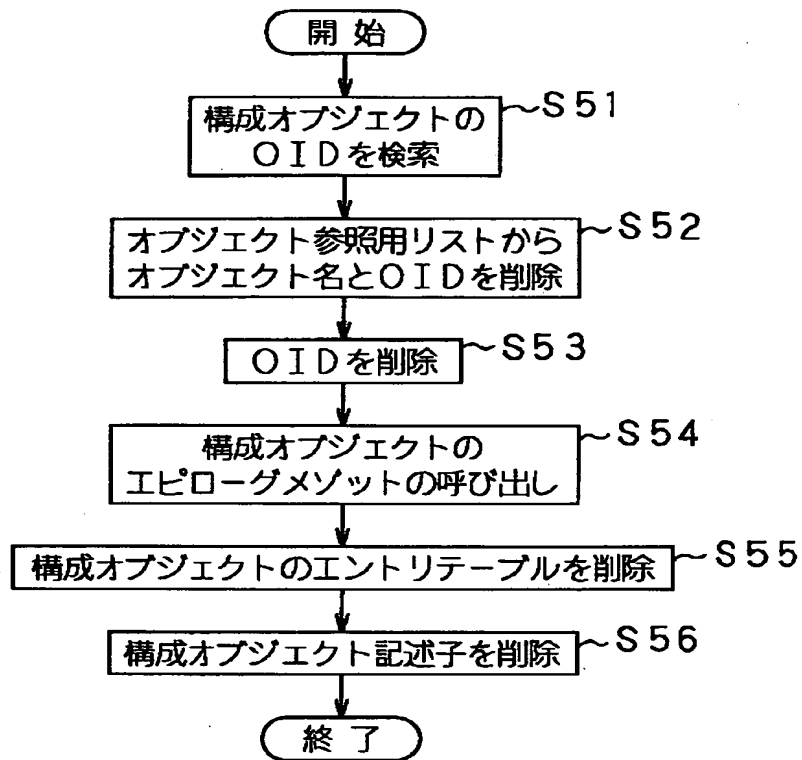 開始
構成オブジェクトの
OIDを検索
S51
オブジェクト参照用リストから
オブジェクト名とOIDを削除
S52
OIDを削除
S53
構成オブジェクトの
エピローグメゾットの呼び出し
S54
構成オブジェクトのエントリテーブルを削除
S55
構成オブジェクト記述子を削除
S56
終了